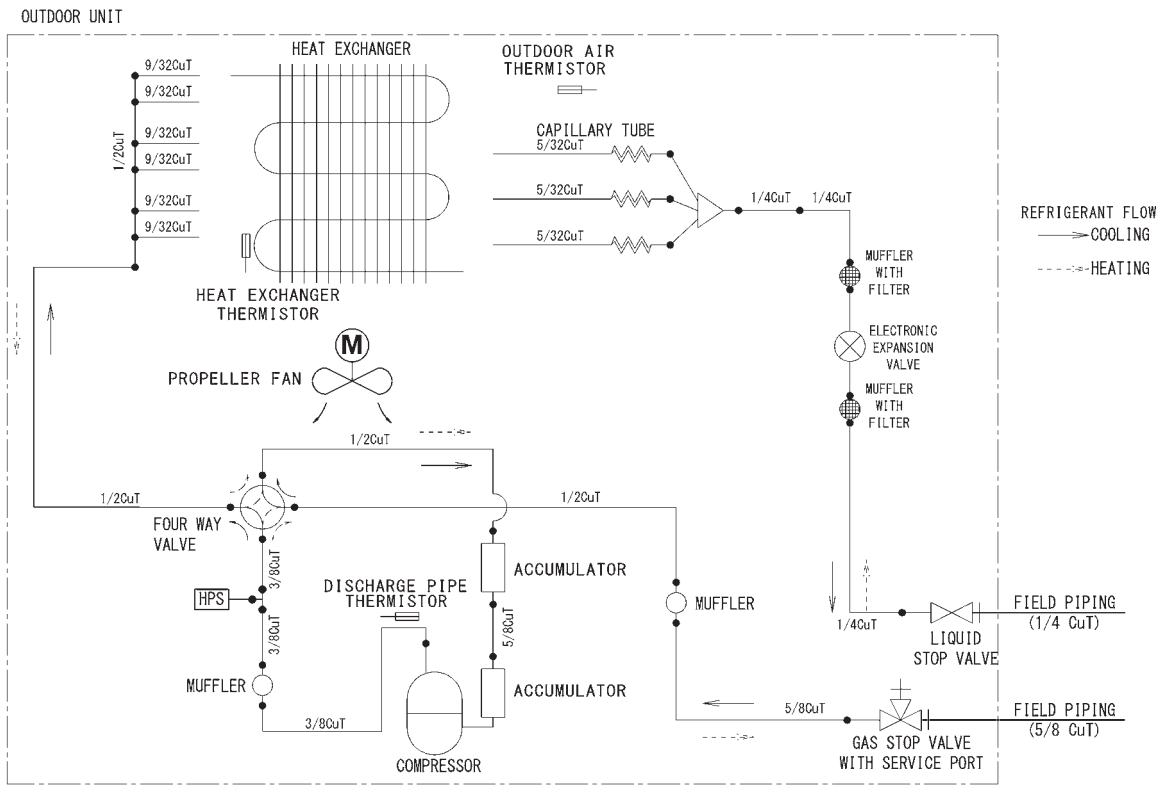 OUTDOOR UNIT
HEAT EXCHANGER
OUTDOOR AIR
THERMISTOR
9/32CuT
9/32CuT
9/32CuT
9/32CuT
9/32CuT
9/32CuT
1/2CuT
CAPILLARY TUBE
5/32CuT
5/32CuT
5/32CuT
1/4CuT
1/4CuT
REFRIGERANT FLOW
COOLING
HEATING
MUFFLER
WITH
FILTER
HEAT EXCHANGER
THERMISTOR
ELECTRONIC
EXPANSION
VALVE
M
PROPELLER FAN
MUFFLER
WITH
FILTER
1/2CuT
1/2CuT
1/2CuT
FOUR WAY
VALVE
3/8CuT
HPS
3/8CuT
DISCHARGE PIPE
THERMISTOR
ACCUMULATOR
5/8CuT
MUFFLER
1/4CuT
LIQUID
STOP VALVE
FIELD PIPING
(1/4 CuT)
MUFFLER
3/8CuT
ACCUMULATOR
COMPRESSOR
5/8CuT
GAS STOP VALVE
WITH SERVICE PORT
FIELD PIPING
(5/8 CuT)